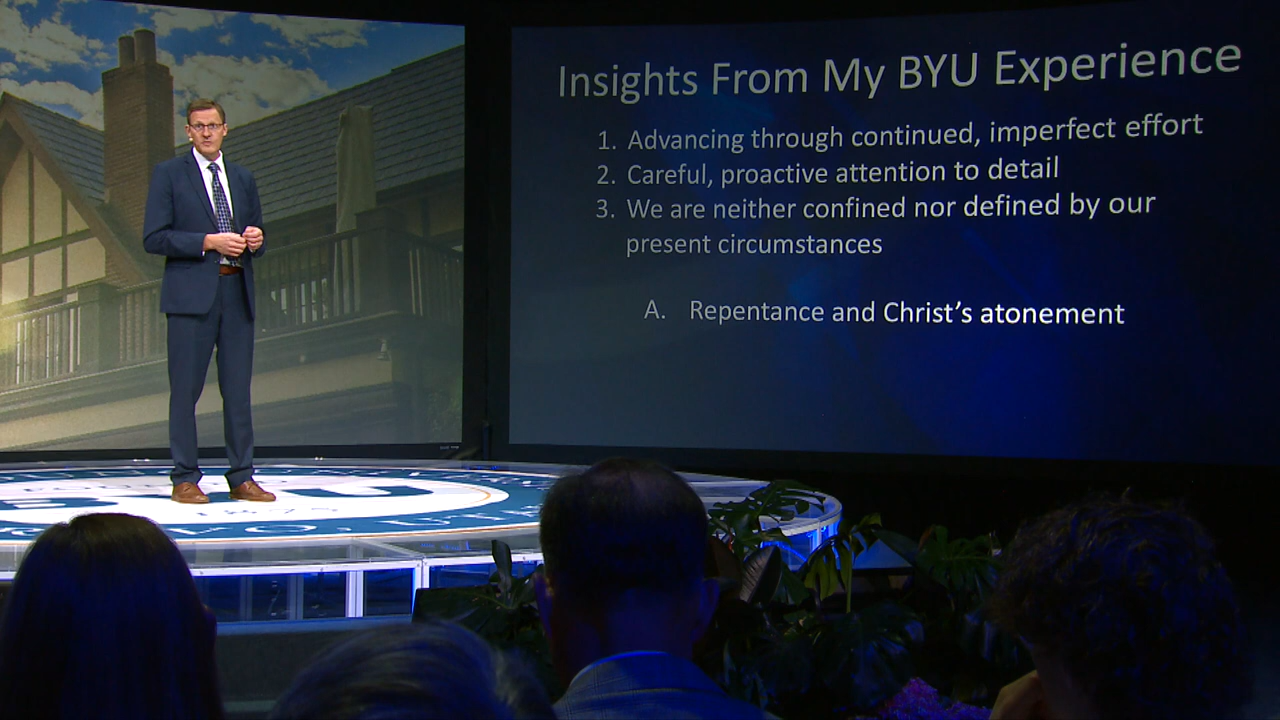 Insights From My BYU Experience
1. Advancing through continued, imperfect effort
2. Careful, proactive attention to detail
3. We are neither confined nor defined by our
present circumstances
A. Repentance and Christ's atonement
1875